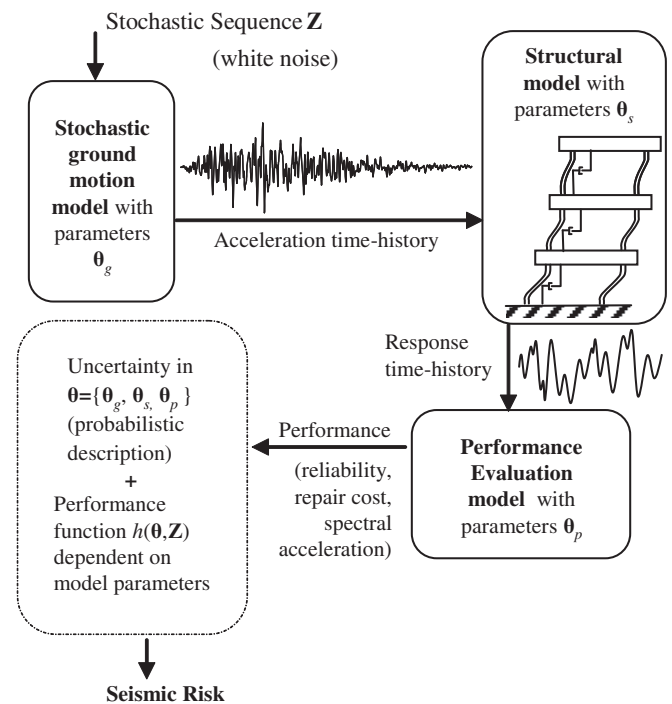 Stochastic Sequence Z
(white noise)
Stochastic
ground
motion
model with
parameters
θg
Acceleration time-history
Structural
model with
parameters θs
Response
time-history
Performance
Evaluation
model with
parameters θp
Performance
(reliability,
repair cost,
spectral
acceleration)
Uncertainty in
θ={θg, θs, θp }
(probabilistic
description)
+
Performance
function h(θ,Z)
dependent on
model parameters
Seismic Risk